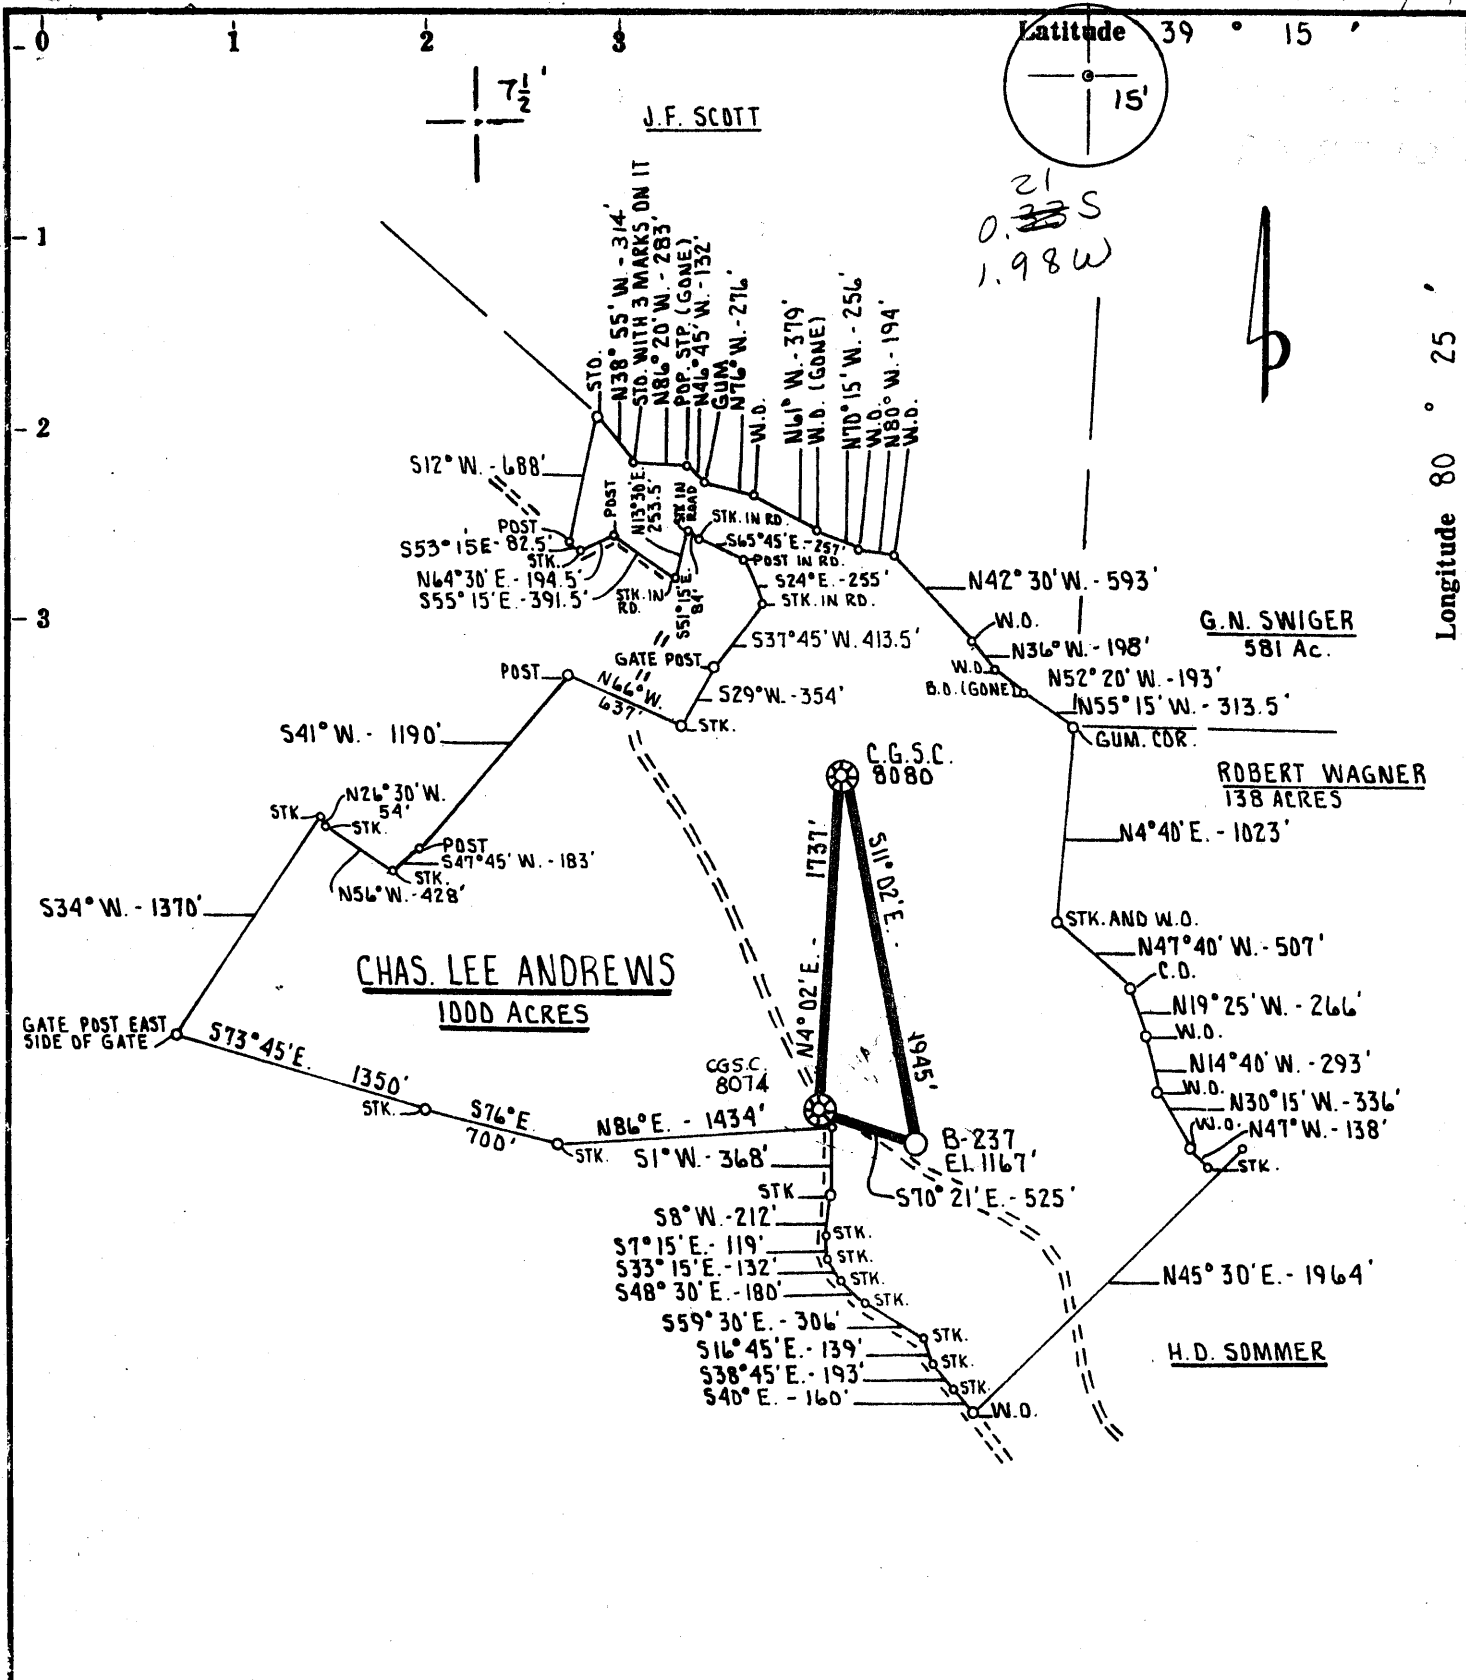 0 1 2 3
Latitude 39 ° 15 '
7½'
15'
J.F. SCOTT
21
0.33 S
1.98 W
1
2
3
Longitude 80 ° 25 '
STO.
N38° 55' W. - 314'
STO. WITH 3 MARKS ON IT
N86° 20' W. - 283'
POP. STP. (GONE)
N46° 45' W. - 132'
GUM
N76° W. - 276'
W.O.
N61° W. - 379'
W.O. (GONE)
N70° 15' W. - 256'
W.O.
N80° W. - 194'
W.O.
S12° W. - 688'
POST
S53° 15'E - 82.5'
STK.
N64° 30' E. - 194.5'
S55° 15'E. - 391.5'
POST
N13° 30' E.
253.5'
STK. IN
RD.
STK IN
ROAD
S51° 15' E.
84'
STK. IN RD.
S65° 45' E. - 257'
POST IN RD.
S24° E. - 255'
STK. IN RD.
S37° 45' W. 413.5'
GATE POST
S29° W. - 354'
STK.
POST
N66° W.
637'
N42° 30' W. - 593'
W.O.
N36° W. - 198'
W.O.
N52° 20' W. - 193'
B.O. (GONE)
N55° 15' W. - 313.5'
GUM. COR.
G.N. SWIGER
581 Ac.
ROBERT WAGNER
138 ACRES
S41° W. - 1190'
C.G.S.C.
8080
N26° 30' W.
54'
STK.
STK.
POST
S47° 45' W. - 183'
STK.
N56° W. - 428'
S34° W. - 1370'
1737'
N4° 02' E. -
S11° 02' E. -
1945'
N4° 40' E. - 1023'
STK. AND W.O.
N47° 40' W. - 507'
C.O.
N19° 25' W. - 266'
W.O.
N14° 40' W. - 293'
W.O.
N30° 15' W. - 336'
W.O.
N47° W. - 138'
STK.
CHAS. LEE ANDREWS
1000 ACRES
GATE POST EAST
SIDE OF GATE
S73° 45' E.
1350'
STK.
S76° E.
700'
STK.
CGS.C.
8074
N86° E. - 1434'
B-237
EL. 1167'
S70° 21' E. - 525'
S1° W. - 368'
STK
S8° W. - 212'
STK.
S7° 15' E. - 119'
STK.
S33° 15' E. - 132'
STK.
S48° 30' E. - 180'
STK.
S59° 30' E. - 306'
STK.
S16° 45' E. - 139'
STK.
S38° 45' E. - 193'
STK.
S40° E. - 160'
W.O.
N45° 30' E. - 1964'
H.D. SOMMER